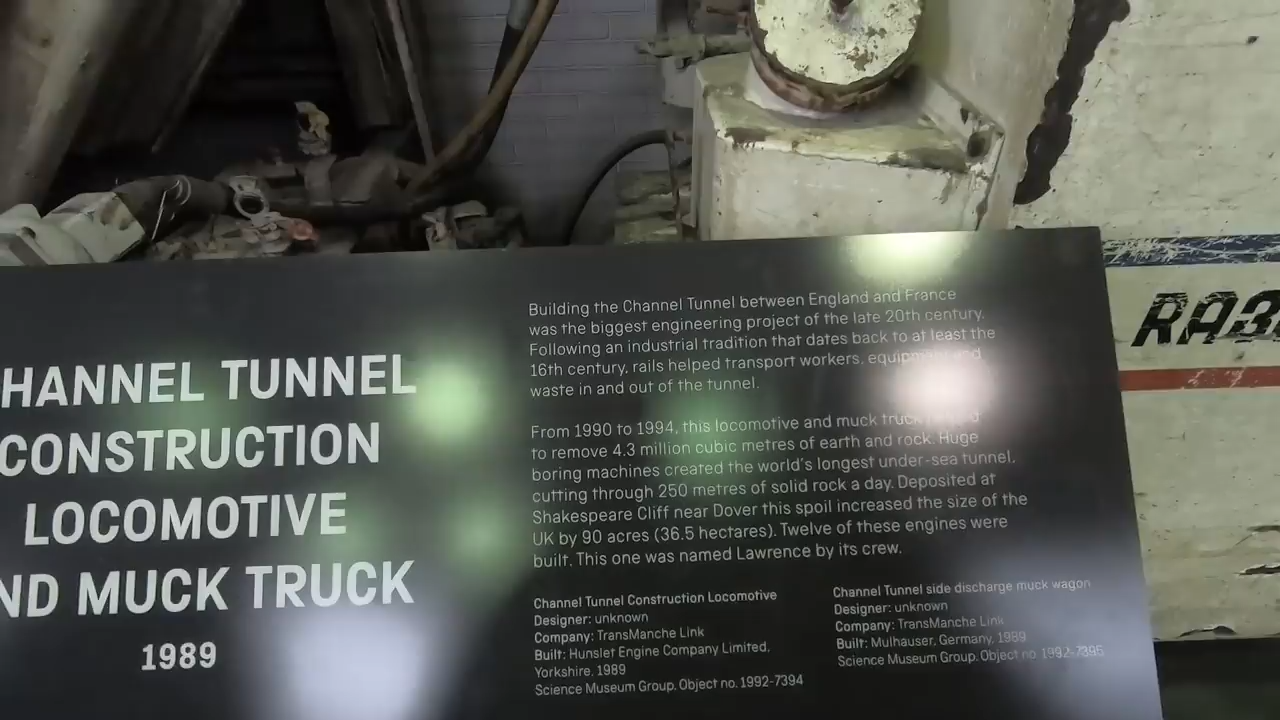 HANNEL TUNNEL
CONSTRUCTION
LOCOMOTIVE
ND MUCK TRUCK
1989
Building the Channel Tunnel between England and France
was the biggest engineering project of the late 20th century.
Following an industrial tradition that dates back to at least the
16th century, rails helped transport workers, equipment and
waste in and out of the tunnel.
From 1990 to 1994, this locomotive and muck truck
to remove 4.3 million cubic metres of earth and rock. Huge
boring machines created the world's longest under-sea tunnel,
cutting through 250 metres of solid rock a day. Deposited at
Shakespeare Cliff near Dover this spoil increased the size of the
UK by 90 acres (36.5 hectares). Twelve of these engines were
built. This one was named Lawrence by its crew.
Channel Tunnel Construction Locomotive
Designer: unknown
Company: TransManche Link
Built: Hunslet Engine Company Limited,
Yorkshire, 1989
Science Museum Group. Object no. 1992-7394
Channel Tunnel side discharge muck wagon
Designer: unknown
Company: TransManche Link
Built: Mulhauser, Germany, 1989
Science Museum Group. Object no 1992-7395
RA3